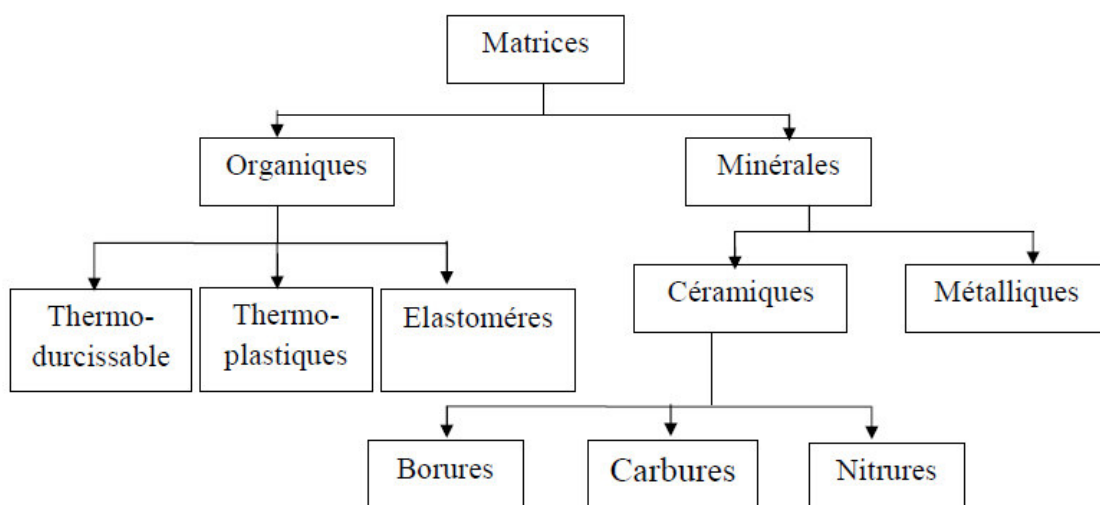 Matrices
Organiques
Minérales
Thermo-
durcissable
Thermo-
plastiques
Elastoméres
Céramiques
Métalliques
Borures
Carbures
Nitrures